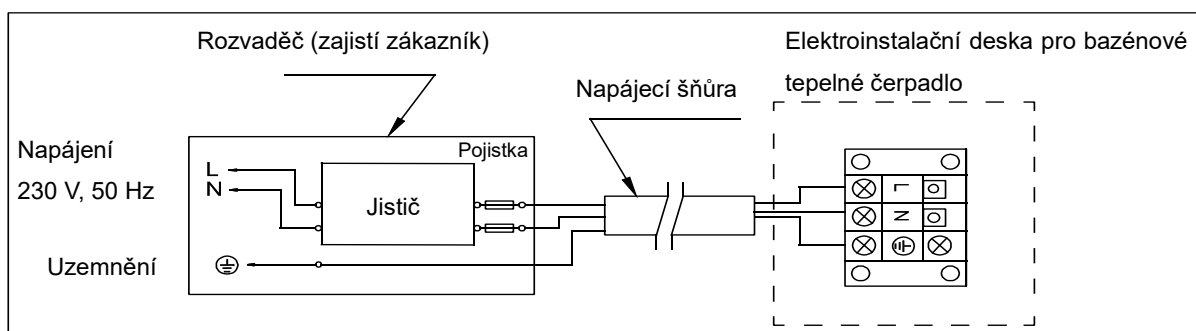 Rozvaděč (zajistí zákazník)
Elektroinstalační deska pro bazénové
tepelné čerpadlo
Napájecí šňůra
Napájení
230 V, 50 Hz
Pojistka
L
N
Jistič
L
N
Uzemnění